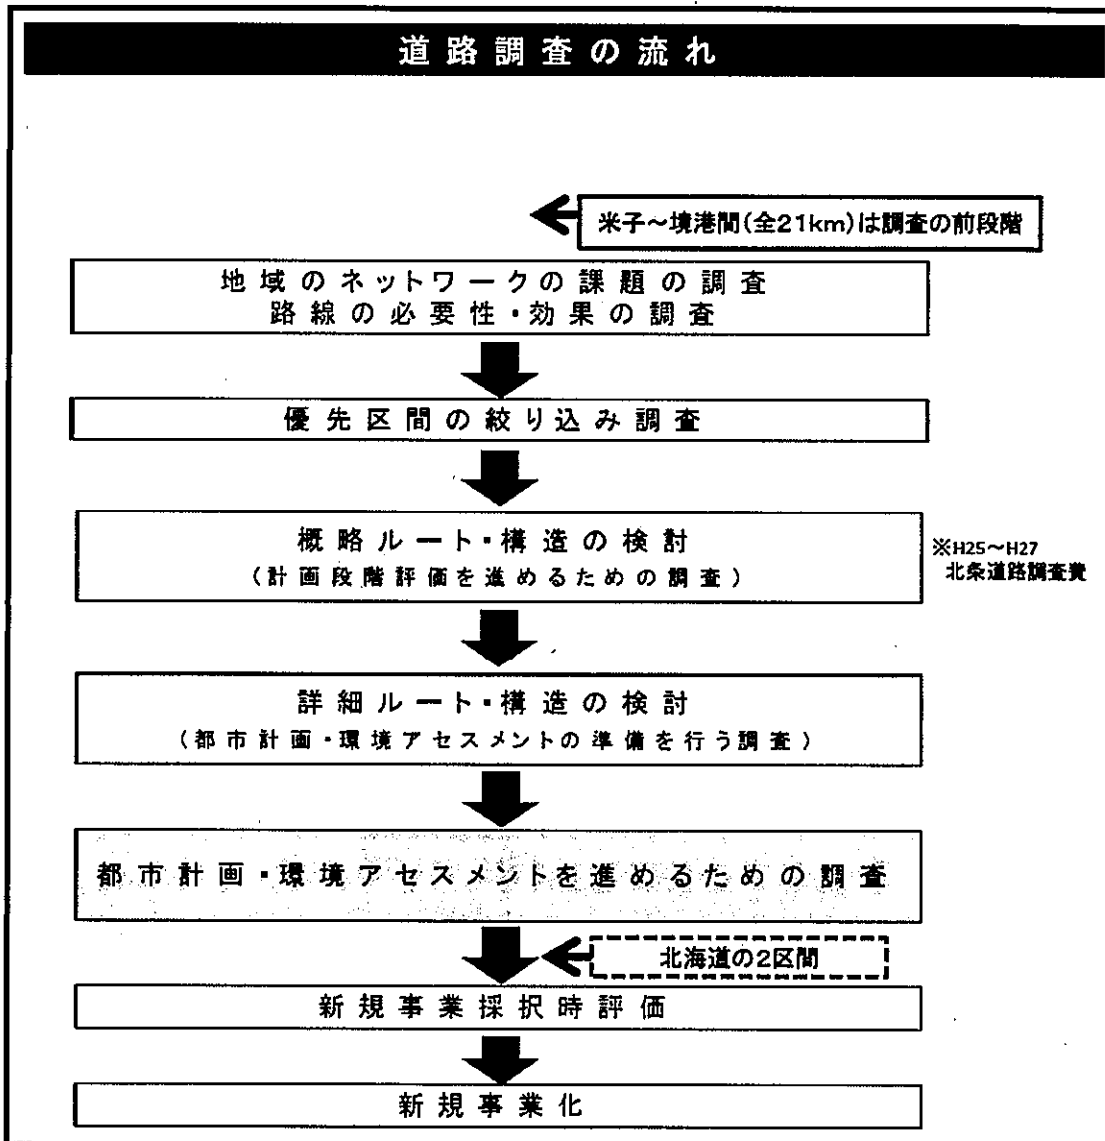 道路調査の流れ
米子～境港間(全21km)は調査の前段階
地域のネットワークの課題の調査
路線の必要性・効果の調査
優先区間の絞り込み調査
概略ルート・構造の検討
(計画段階評価を進めるための調査)
※H25～H27
北条道路調査費
詳細ルート・構造の検討
(都市計画・環境アセスメントの準備を行う調査)
都市計画・環境アセスメントを進めるための調査
北海道の2区間
新規事業採択時評価
新規事業化